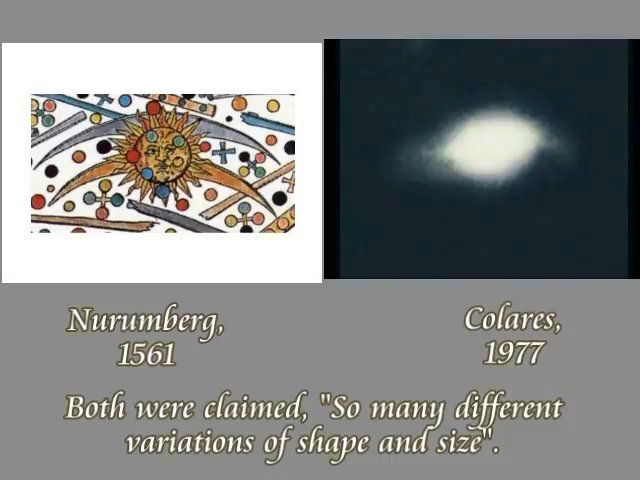 Nurumberg,
1561
Colares,
1977
Both were claimed, "So many different
variations of shape and size".